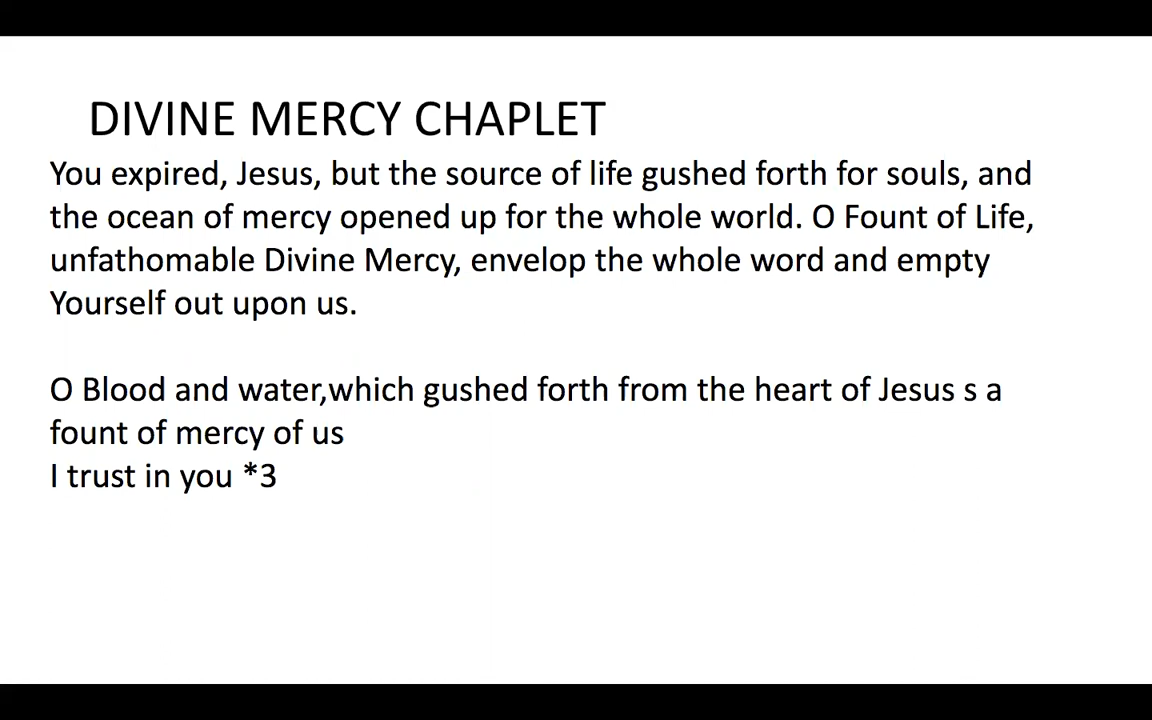 DIVINE MERCY CHAPLET
You expired, Jesus, but the source of life gushed forth for souls, and
the ocean of mercy opened up for the whole world. O Fount of Life,
unfathomable Divine Mercy, envelop the whole word and empty
Yourself out upon us.
O Blood and water,which gushed forth from the heart of Jesus s a
fount of mercy of us
I trust in you *3